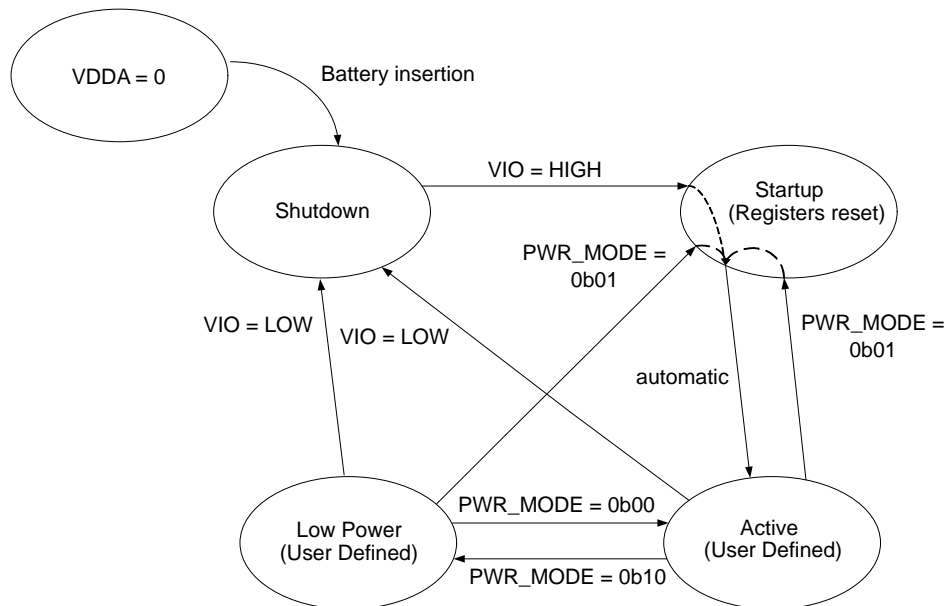 VDDA = 0
Battery insertion
Shutdown
VIO = HIGH
Startup
(Registers reset)
PWR_MODE =
0b01
VIO = LOW
VIO = LOW
PWR_MODE =
0b01
automatic
Low Power
(User Defined)
PWR_MODE = 0b00
PWR_MODE = 0b10
Active
(User Defined)